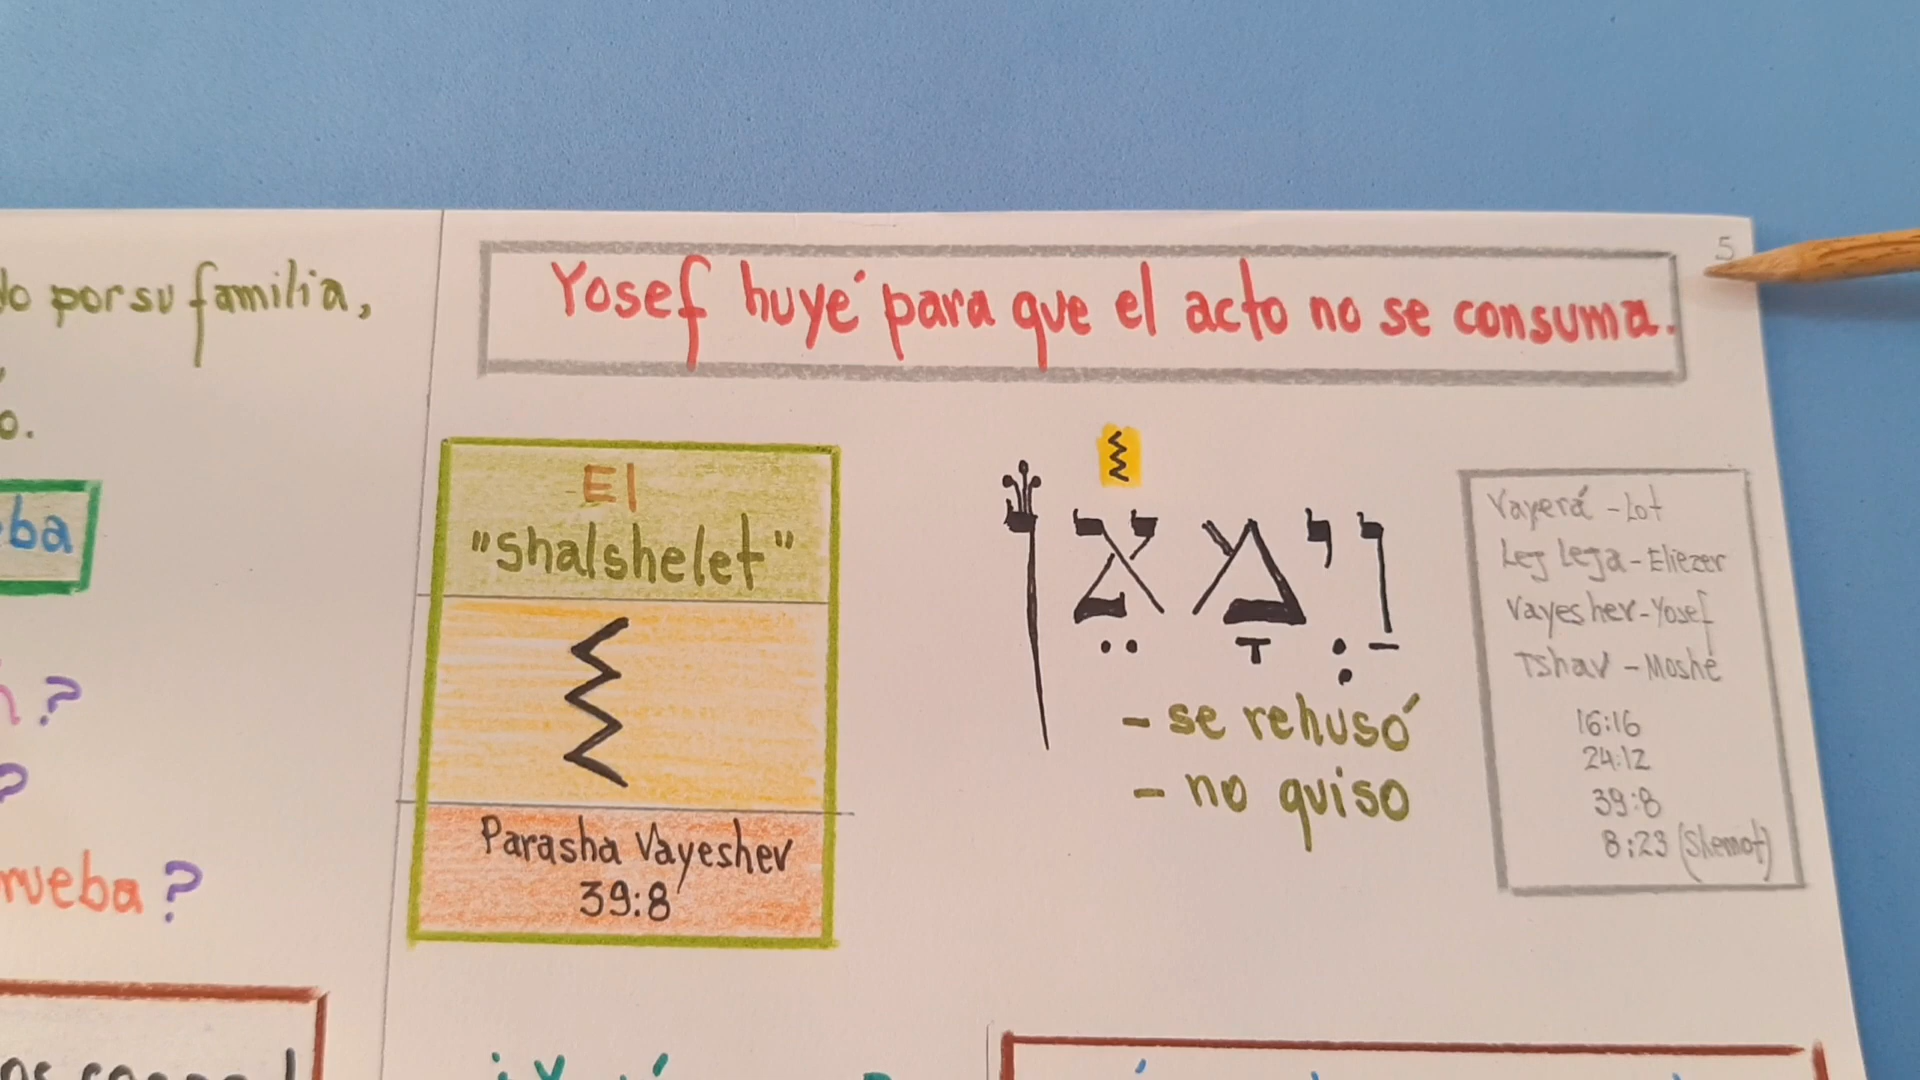 lo por su familia,
o.
eba
n?
?
rueba?
5
Yosef huyé para que el acto no se consuma.
El
"shalshelet"
Parasha Vayeshev
39:8
וַיְמָאֵן
- se rehusó
- no quiso
Vayerá - Lot
Lej Leja - Eliezer
Vayeshev - Yosef
Tshav - Moshé
16:16
24:12
39:8
8:23 (Shemot)